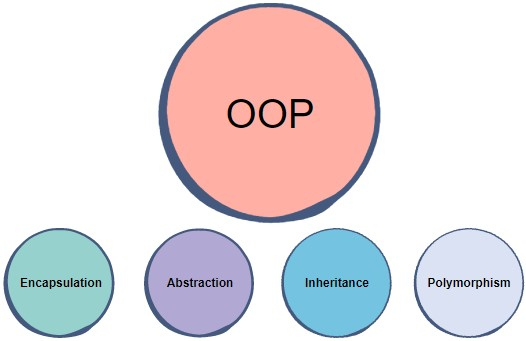 OOP
Encapsulation
Abstraction
Inheritance
Polymorphism